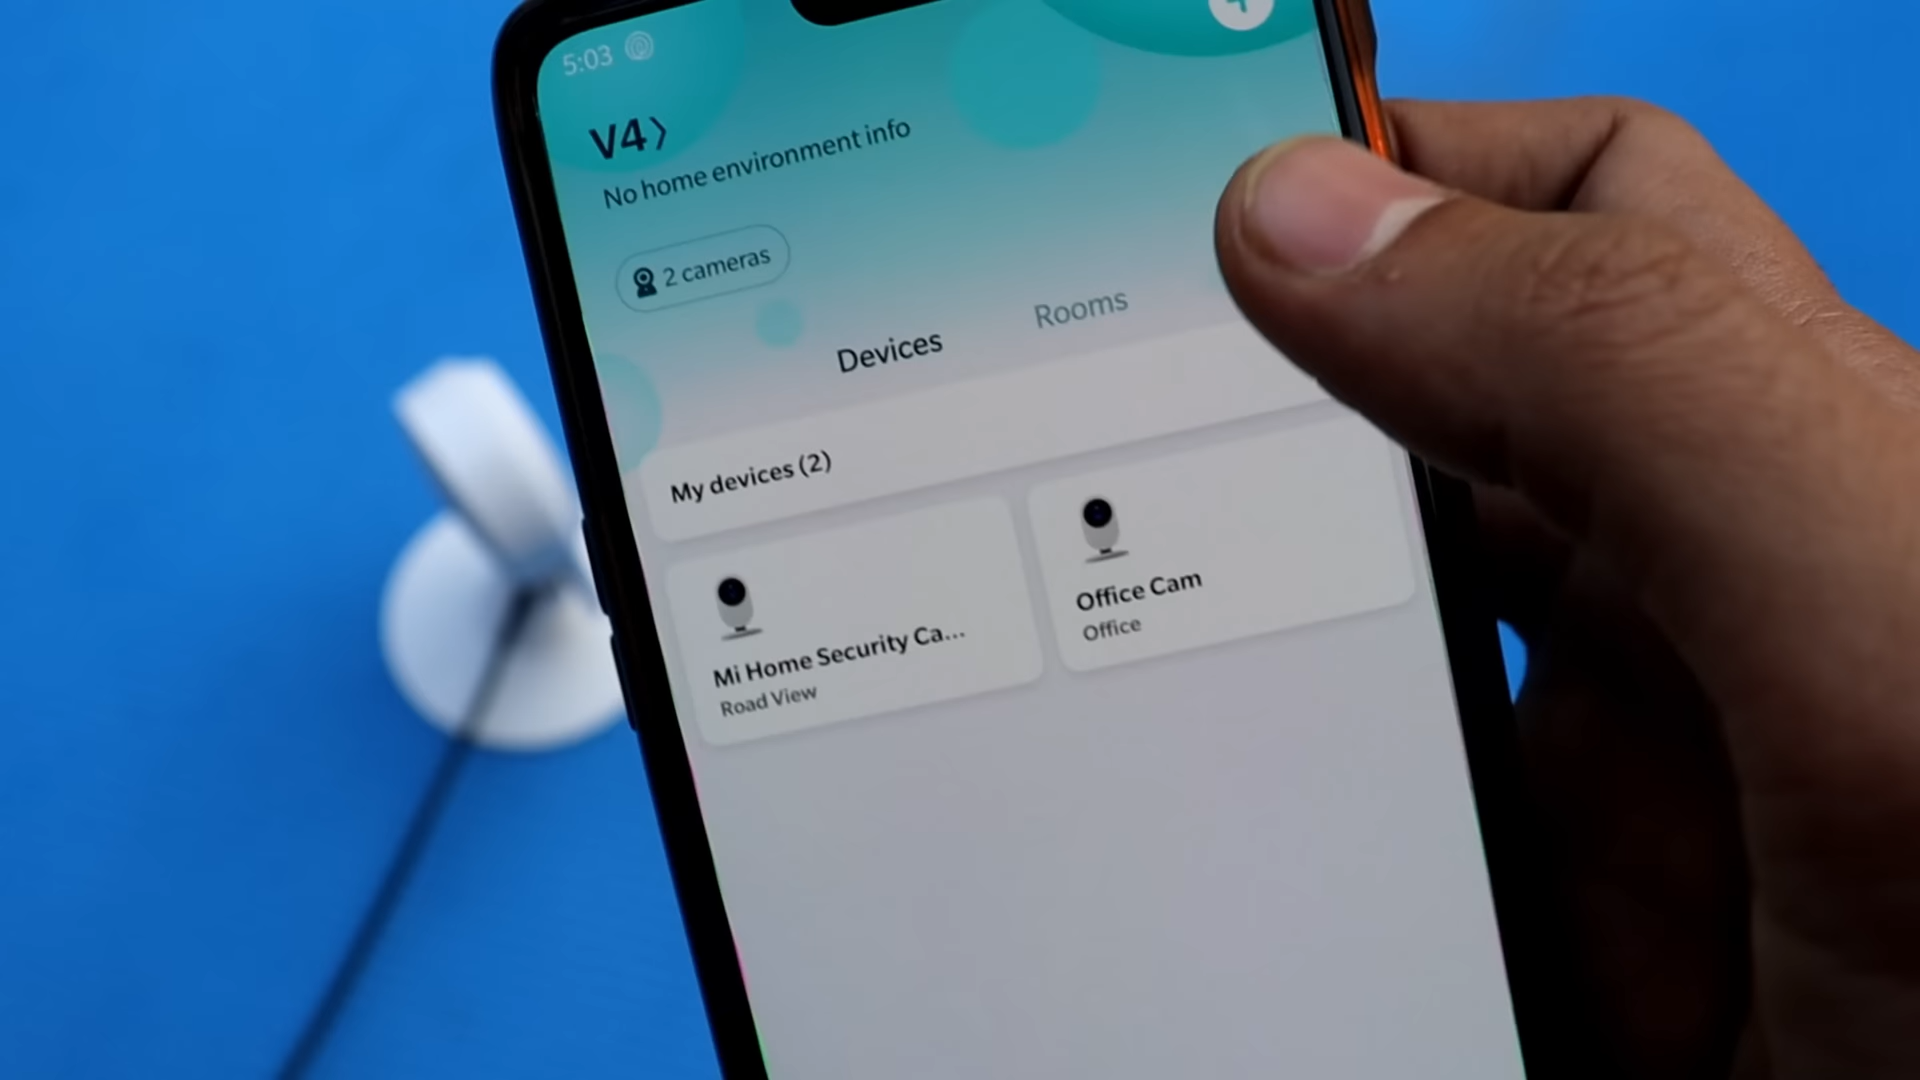 5:03
V4>
No home environment info
2 cameras
Devices
Rooms
My devices (2)
Mi Home Security Ca...
Road View
Office Cam
Office